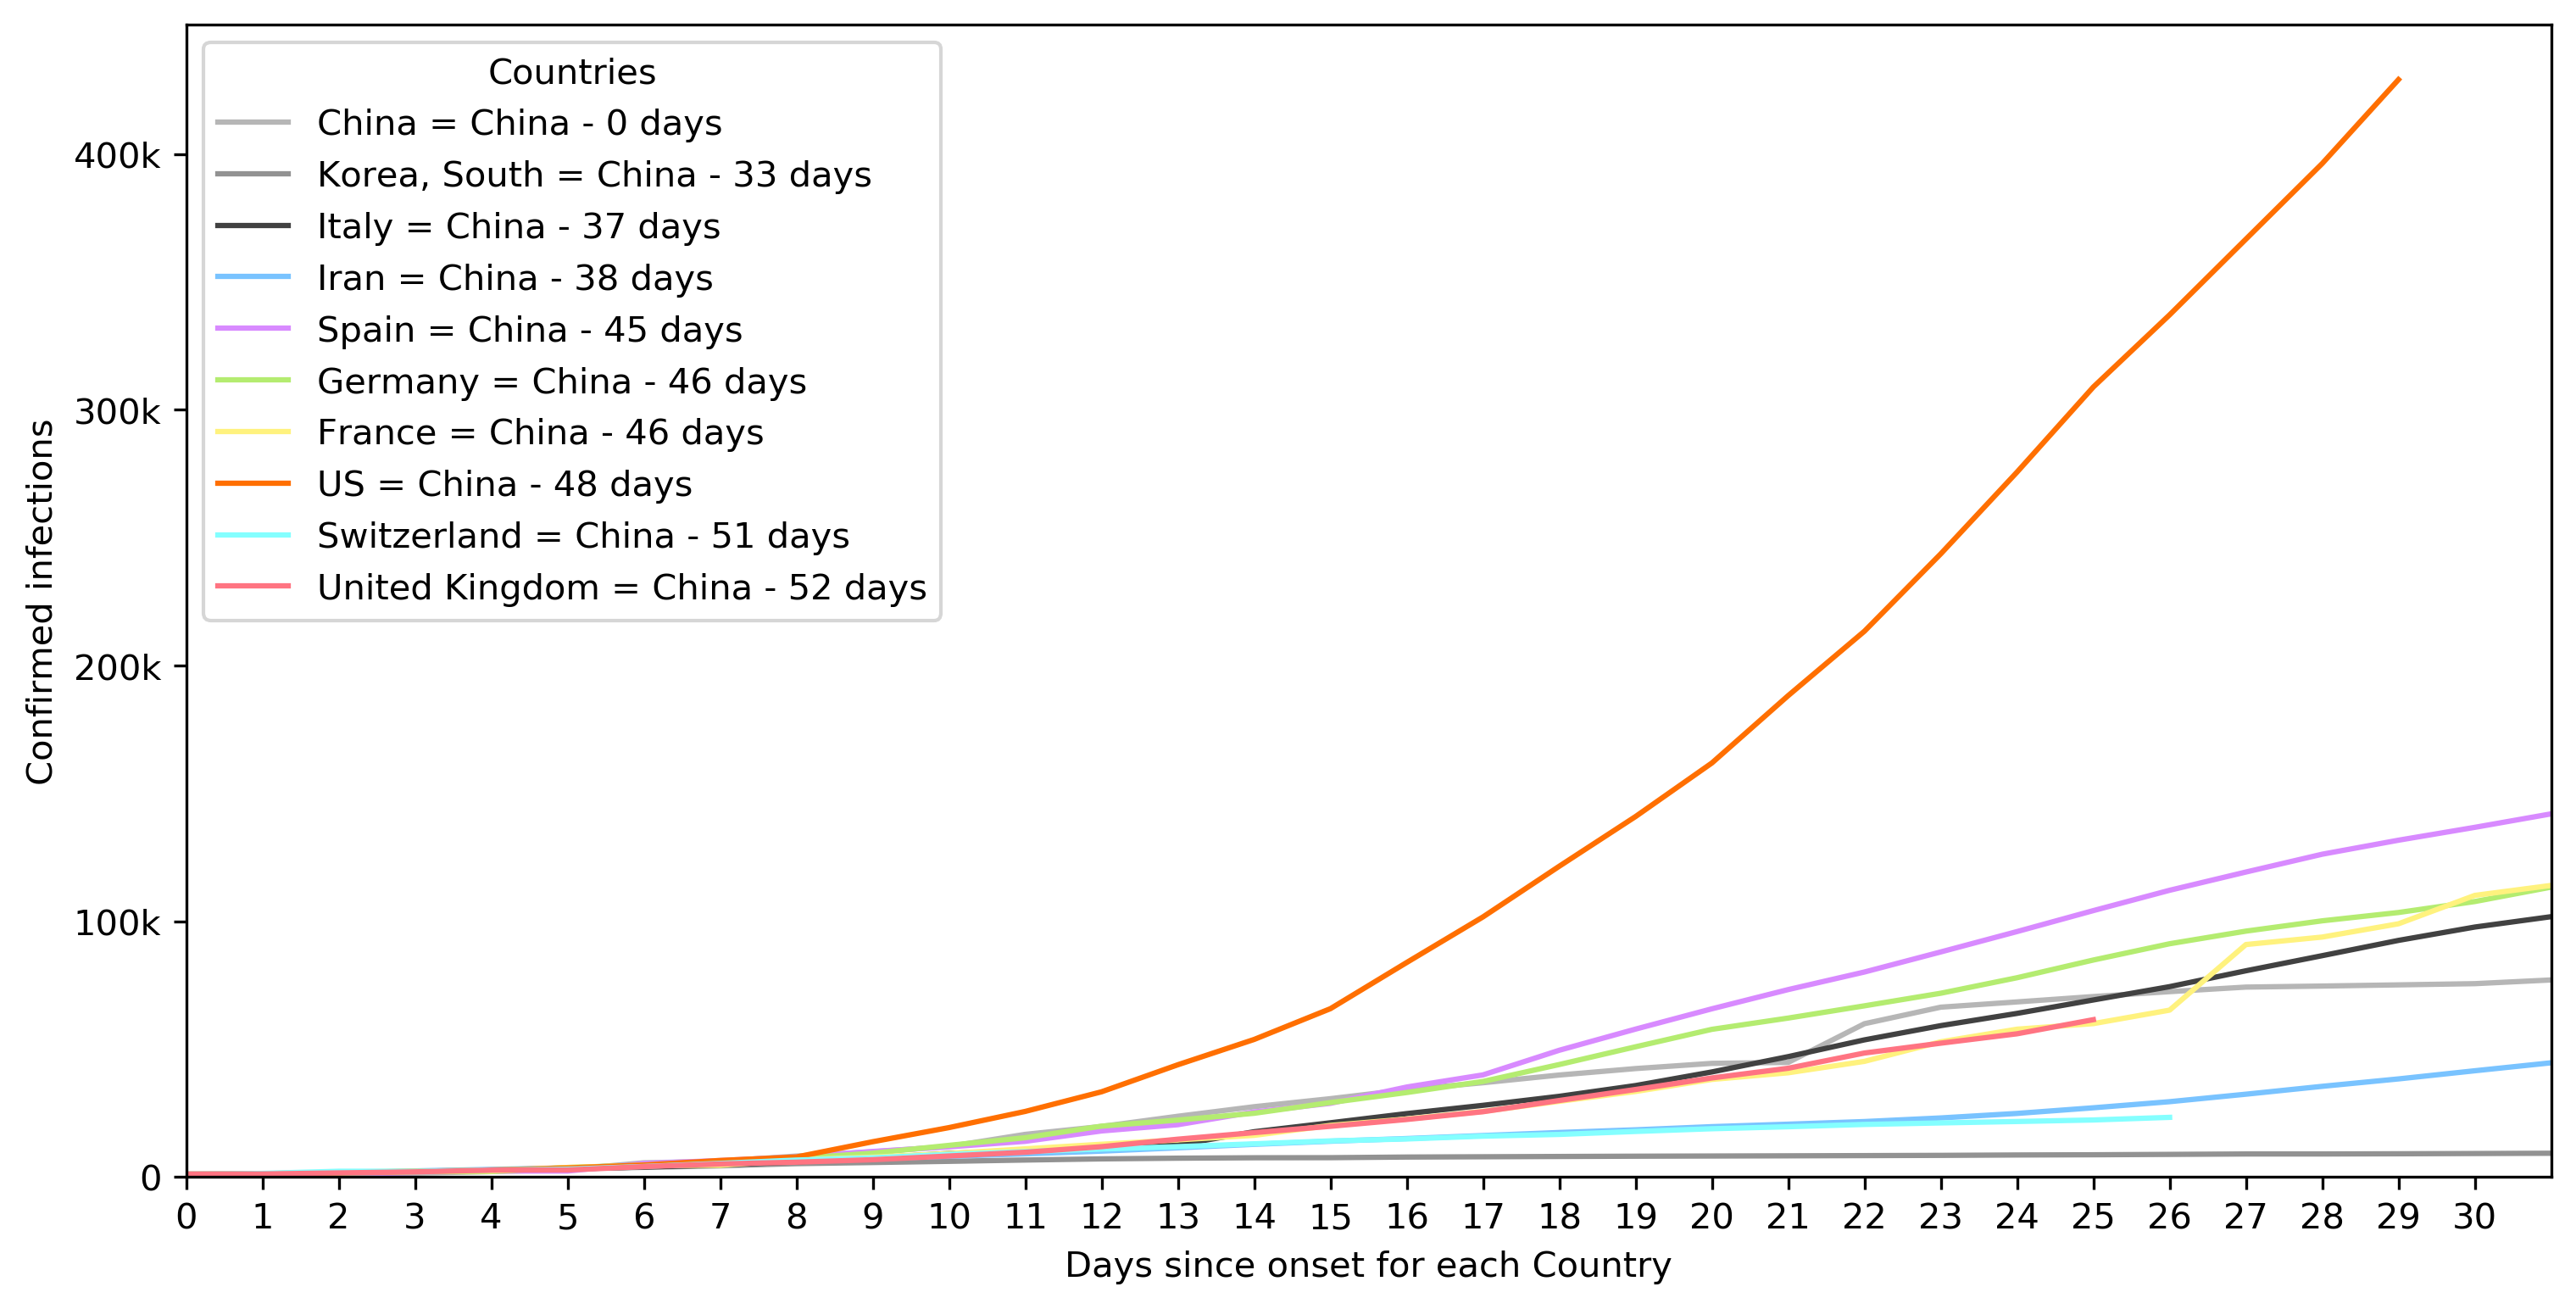 Countries
China = China - 0 days
Korea, South = China - 33 days
Italy = China - 37 days
Iran = China - 38 days
Spain = China - 45 days
Germany = China - 46 days
France = China - 46 days
US = China - 48 days
Switzerland = China - 51 days
United Kingdom = China - 52 days
Confirmed infections
400k
300k
200k
100k
0
0 1 2 3 4 5 6 7 8 9 10 11 12 13 14 15 16 17 18 19 20 21 22 23 24 25 26 27 28 29 30
Days since onset for each Country